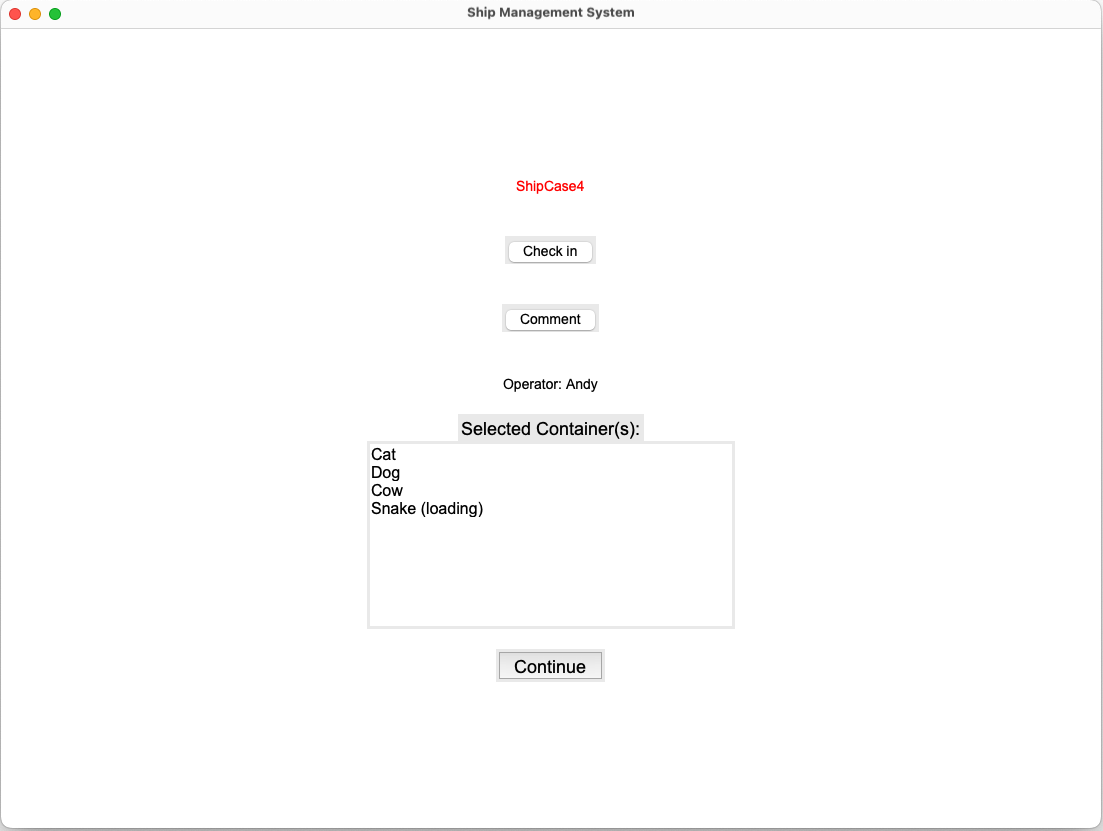 Ship Management System
ShipCase4
Check in
Comment
Operator: Andy
Selected Container(s):
Cat
Dog
Cow
Snake (loading)
Continue